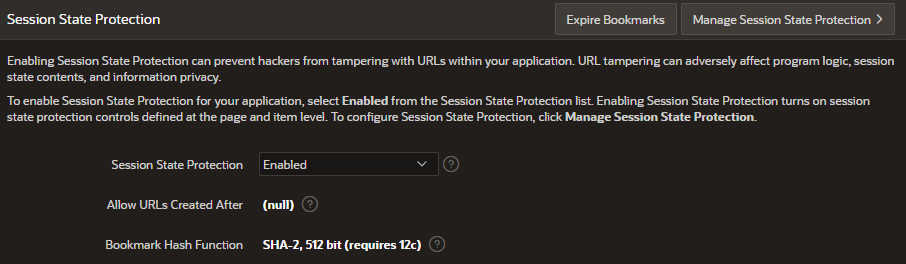 Session State Protection
Expire Bookmarks
Manage Session State Protection >
Enabling Session State Protection can prevent hackers from tampering with URLs within your application. URL tampering can adversely affect program logic, session
state contents, and information privacy.
To enable Session State Protection for your application, select Enabled from the Session State Protection list. Enabling Session State Protection turns on session
state protection controls defined at the page and item level. To configure Session State Protection, click Manage Session State Protection.
Session State Protection Enabled ?
Allow URLs Created After (null) ?
Bookmark Hash Function SHA-2, 512 bit (requires 12c) ?